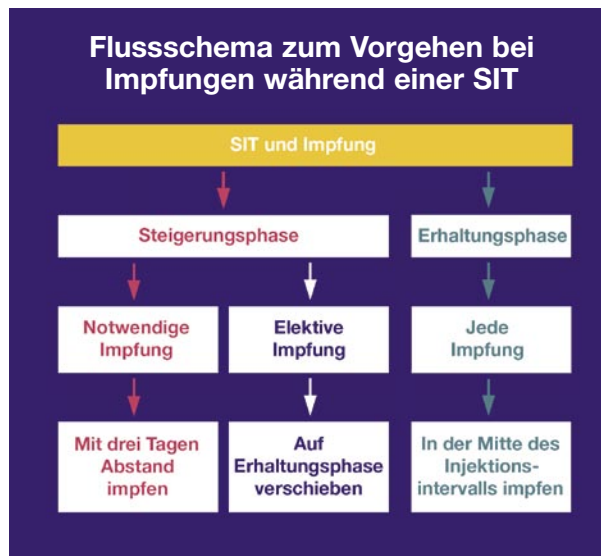 Flussschema zum Vorgehen bei
Impfungen während einer SIT
SIT und Impfung
Steigerungsphase
Erhaltungsphase
Notwendige
Impfung
Elektive
Impfung
Jede
Impfung
Mit drei Tagen
Abstand
impfen
Auf
Erhaltungsphase
verschieben
In der Mitte des
Injektions-
intervalls impfen